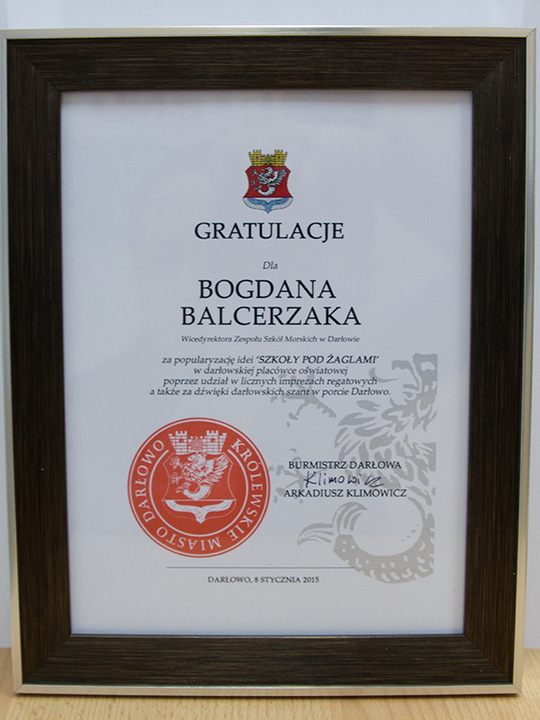 GRATULACJE
Dla
BOGDANA
BALCERZAKA
Wicedyrektora Zespołu Szkół Morskich w Darłowie
za popularyzację idei 'SZKOŁY POD ŻAGLAMI'
w darłowskiej placówce oświatowej
poprzez udział w licznych imprezach regatowych
a także za dźwięki darłowskich szant w porcie Darłowo.
KRÓLEWSKIE MIASTO DARŁOWO
BURMISTRZ DARŁOWA
Klimowicz
ARKADIUSZ KLIMOWICZ
DARŁOWO, 8 STYCZNIA 2015